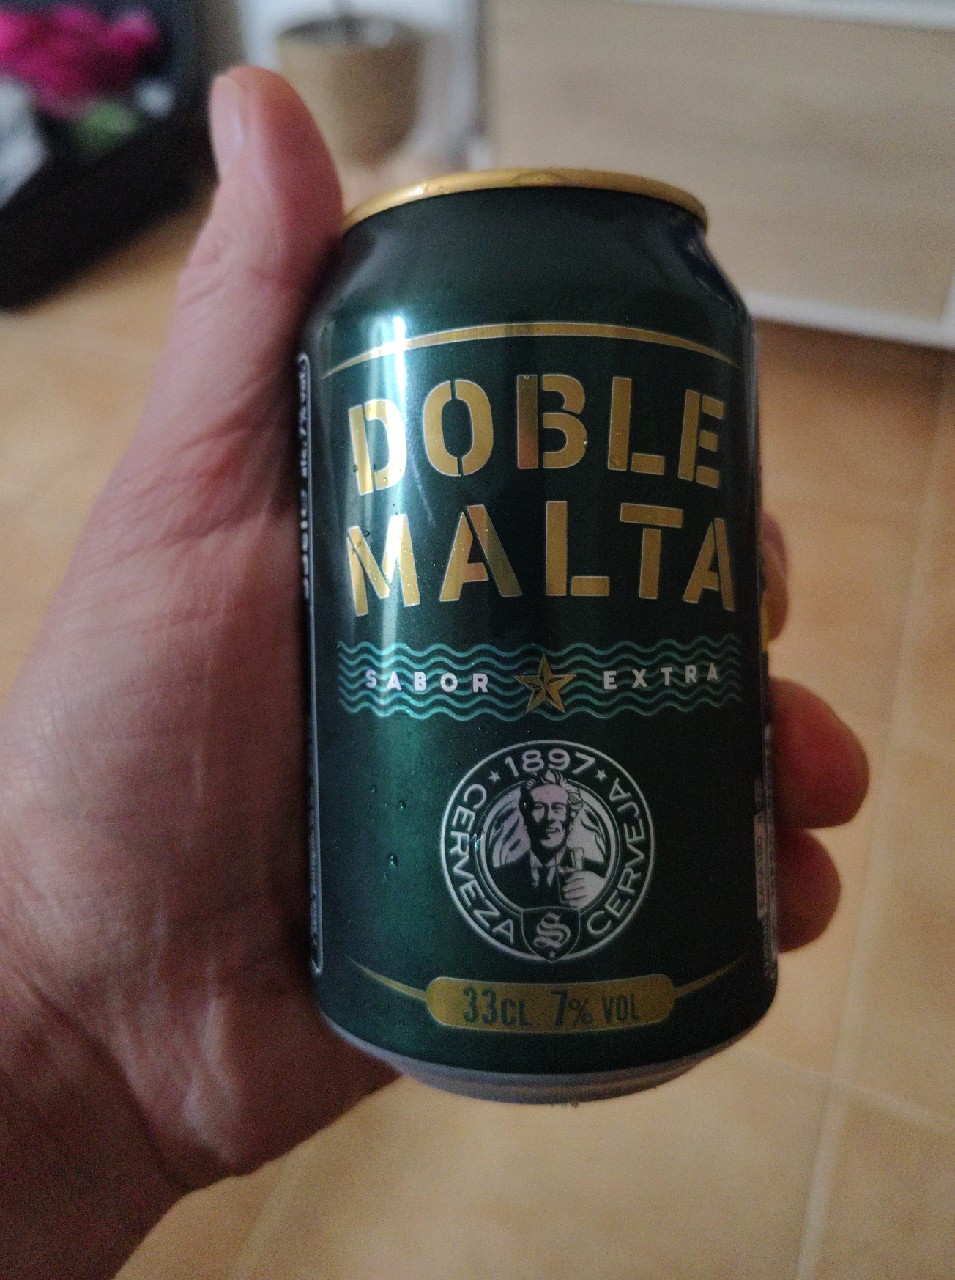 DOBLE
MALTA
SABOR EXTRA
1897
CERVEZA CERVEJA
S
33CL 7% VOL